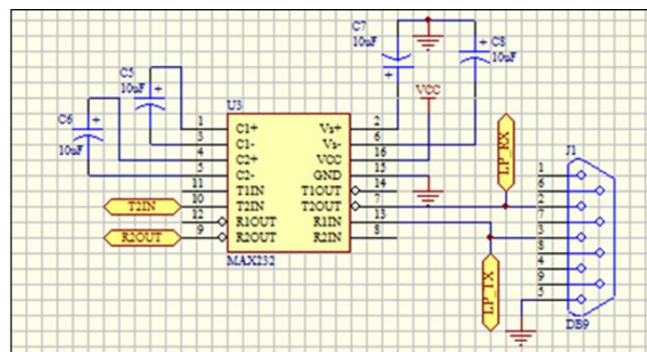 C7
10uF
C8
10uF
C5
10uF
C6
10uF
VCC
U3
1 C1+ Vs+ 2
3 C1- Vs- 6
4 C2+ VCC 16
5 C2- GND 15
11 T1IN T1OUT 14
T2IN 10 T2IN T2OUT 7
12 R1OUT R1IN 13
R2OUT 9 R2OUT R2IN 8
MAX232
LP_RX
LP_TX
J1
1
6
2
7
3
8
4
9
5
DB9